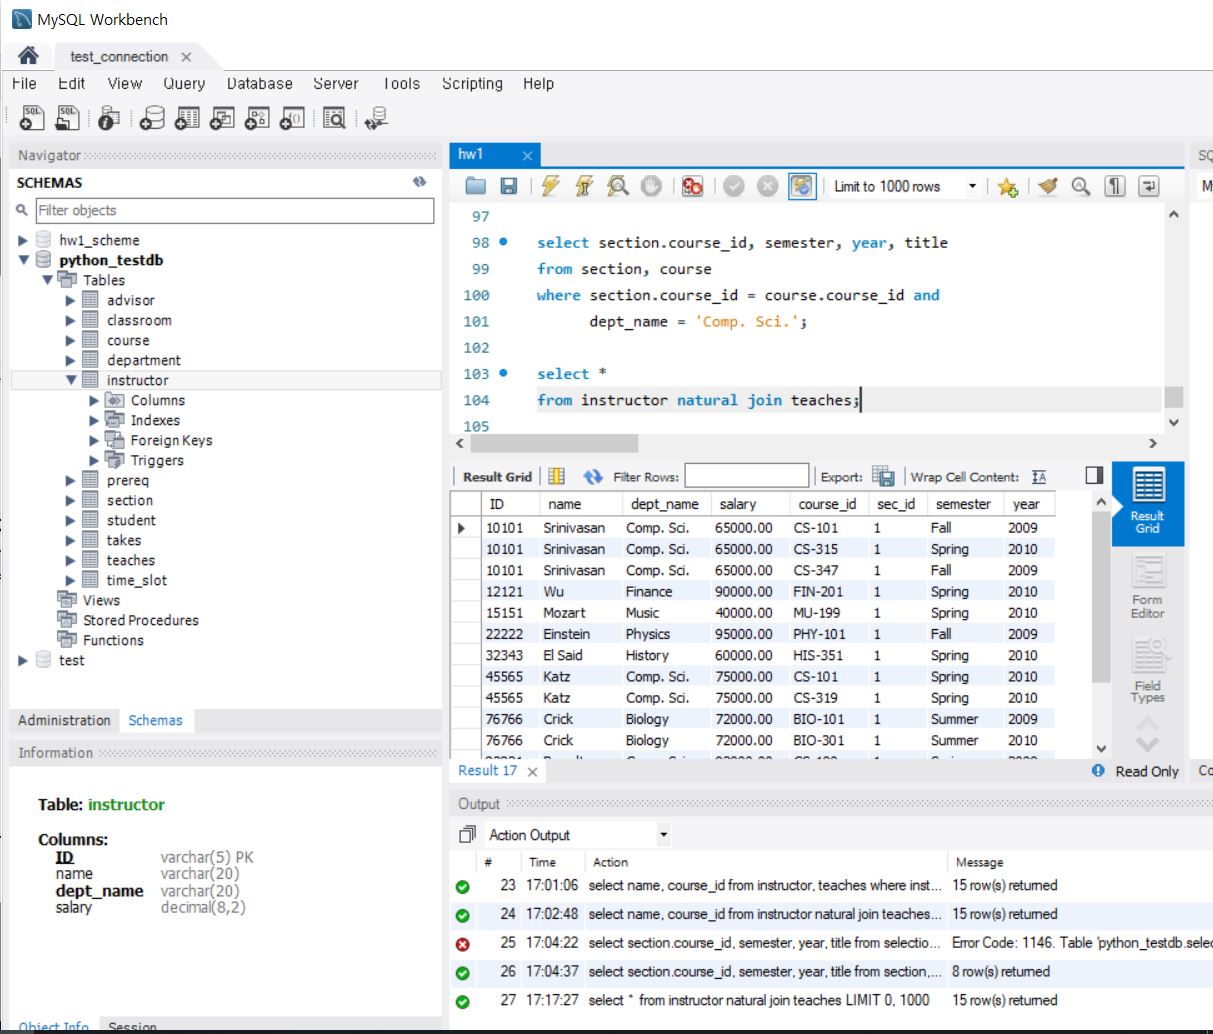 MySQL Workbench
test_connection
File Edit View Query Database Server Tools Scripting Help
Navigator
SCHEMAS
Filter objects
hw1_scheme
python_testdb
Tables
advisor
classroom
course
department
instructor
Columns
Indexes
Foreign Keys
Triggers
prereq
section
student
takes
teaches
time_slot
Views
Stored Procedures
Functions
test
Administration Schemas
Information
Table: instructor
Columns:
ID varchar(5) PK
name varchar(20)
dept_name varchar(20)
salary decimal(8,2)
Object Info Session
hw1
Limit to 1000 rows
97
98 select section.course_id, semester, year, title
99 from section, course
100 where section.course_id = course.course_id and
101 dept_name = 'Comp. Sci.';
102
103 select *
104 from instructor natural join teaches;
105
Result Grid Filter Rows: Export: Wrap Cell Content:
ID name dept_name salary course_id sec_id semester year
10101 Srinivasan Comp. Sci. 65000.00 CS-101 1 Fall 2009
10101 Srinivasan Comp. Sci. 65000.00 CS-315 1 Spring 2010
10101 Srinivasan Comp. Sci. 65000.00 CS-347 1 Fall 2009
12121 Wu Finance 90000.00 FIN-201 1 Spring 2010
15151 Mozart Music 40000.00 MU-199 1 Spring 2010
22222 Einstein Physics 95000.00 PHY-101 1 Fall 2009
32343 El Said History 60000.00 HIS-351 1 Spring 2010
45565 Katz Comp. Sci. 75000.00 CS-101 1 Spring 2010
45565 Katz Comp. Sci. 75000.00 CS-319 1 Spring 2010
76766 Crick Biology 72000.00 BIO-101 1 Summer 2009
76766 Crick Biology 72000.00 BIO-301 1 Summer 2010
Result
Grid
Form
Editor
Field
Types
Result 17 Read Only
Output
Action Output
# Time Action Message
23 17:01:06 select name, course_id from instructor, teaches where inst... 15 row(s) returned
24 17:02:48 select name, course_id from instructor natural join teaches... 15 row(s) returned
25 17:04:22 select section.course_id, semester, year, title from selectio... Error Code: 1146. Table 'python_testdb.selec
26 17:04:37 select section.course_id, semester, year, title from section,... 8 row(s) returned
27 17:17:27 select * from instructor natural join teaches LIMIT 0, 1000 15 row(s) returned